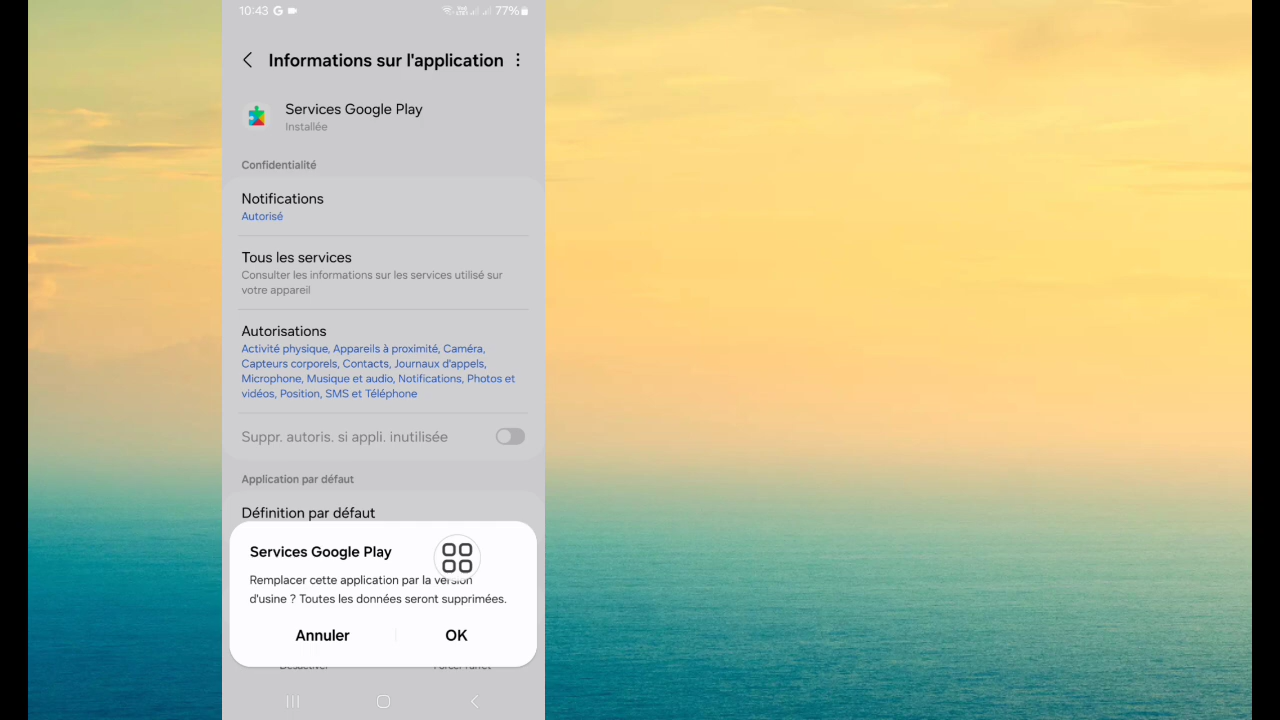 10:43 G 77%
Informations sur l'application
Services Google Play
Installée
Confidentialité
Notifications
Autorisé
Tous les services
Consulter les informations sur les services utilisé sur
votre appareil
Autorisations
Activité physique, Appareils à proximité, Caméra,
Capteurs corporels, Contacts, Journaux d'appels,
Microphone, Musique et audio, Notifications, Photos et
vidéos, Position, SMS et Téléphone
Suppr. autoris. si appli. inutilisée
Application par défaut
Définition par défaut
Services Google Play
Remplacer cette application par la version
d'usine ? Toutes les données seront supprimées.
Annuler OK
Désactiver Forcer l'arrêt